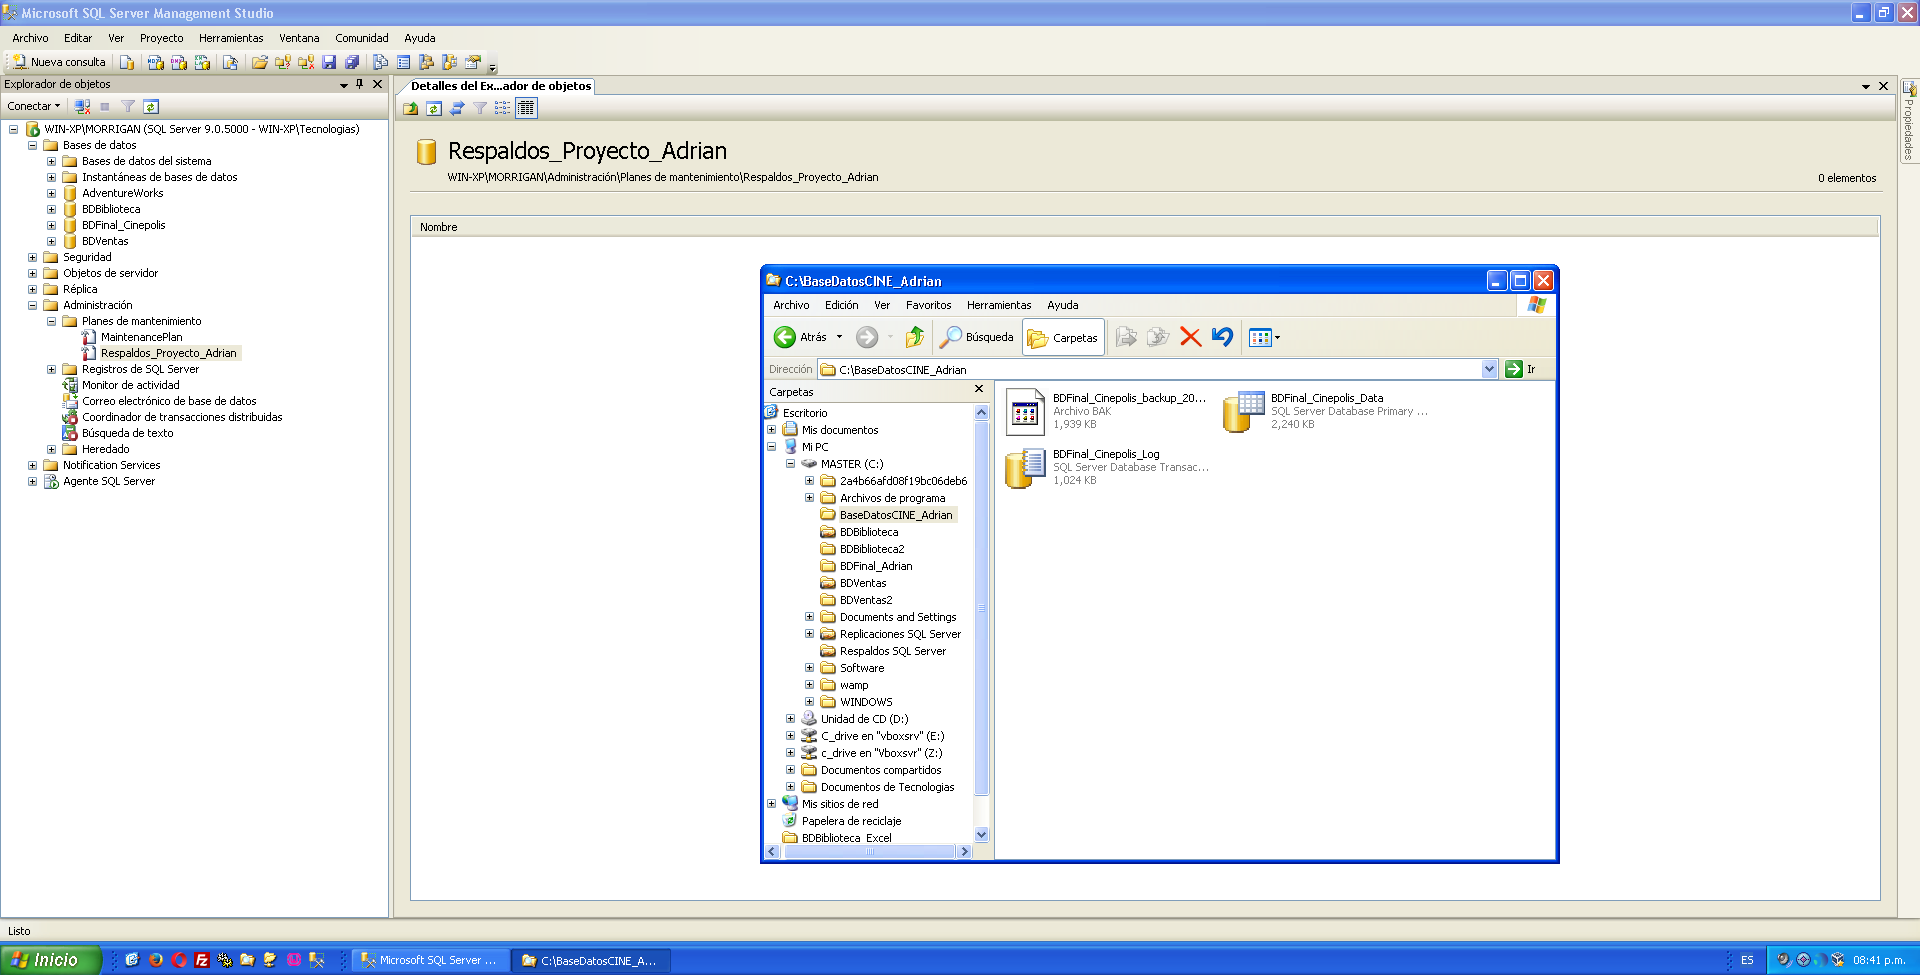 Microsoft SQL Server Management Studio
Archivo Editar Ver Proyecto Herramientas Ventana Comunidad Ayuda
Nueva consulta
Explorador de objetos
Conectar
WIN-XP\MORRIGAN (SQL Server 9.0.5000 - WIN-XP\Tecnologias)
Bases de datos
Bases de datos del sistema
Instantáneas de bases de datos
AdventureWorks
BDBiblioteca
BDFinal_Cinepolis
BDVentas
Seguridad
Objetos de servidor
Réplica
Administración
Planes de mantenimiento
MaintenancePlan
Respaldos_Proyecto_Adrian
Registros de SQL Server
Monitor de actividad
Correo electrónico de base de datos
Coordinador de transacciones distribuidas
Búsqueda de texto
Heredado
Notification Services
Agente SQL Server
Detalles del Ex...ador de objetos
Respaldos_Proyecto_Adrian
WIN-XP\MORRIGAN\Administración\Planes de mantenimiento\Respaldos_Proyecto_Adrian
0 elementos
Nombre
Propiedades
C:\BaseDatosCINE_Adrian
Archivo Edición Ver Favoritos Herramientas Ayuda
Atrás Búsqueda Carpetas
Dirección C:\BaseDatosCINE_Adrian Ir
Carpetas
Escritorio
Mis documentos
Mi PC
MASTER (C:)
2a4b66afd08f19bc06deb6
Archivos de programa
BaseDatosCINE_Adrian
BDBiblioteca
BDBiblioteca2
BDFinal_Adrian
BDVentas
BDVentas2
Documents and Settings
Replicaciones SQL Server
Respaldos SQL Server
Software
wamp
WINDOWS
Unidad de CD (D:)
C_drive en "vboxsrv" (E:)
c_drive en "Vboxsvr" (Z:)
Documentos compartidos
Documentos de Tecnologias
Mis sitios de red
Papelera de reciclaje
BDBiblioteca Excel
BDFinal_Cinepolis_backup_20...
Archivo BAK
1,939 KB
BDFinal_Cinepolis_Data
SQL Server Database Primary ...
2,240 KB
BDFinal_Cinepolis_Log
SQL Server Database Transac...
1,024 KB
Listo
Inicio
Microsoft SQL Server ...
C:\BaseDatosCINE_A...
ES
08:41 p.m.